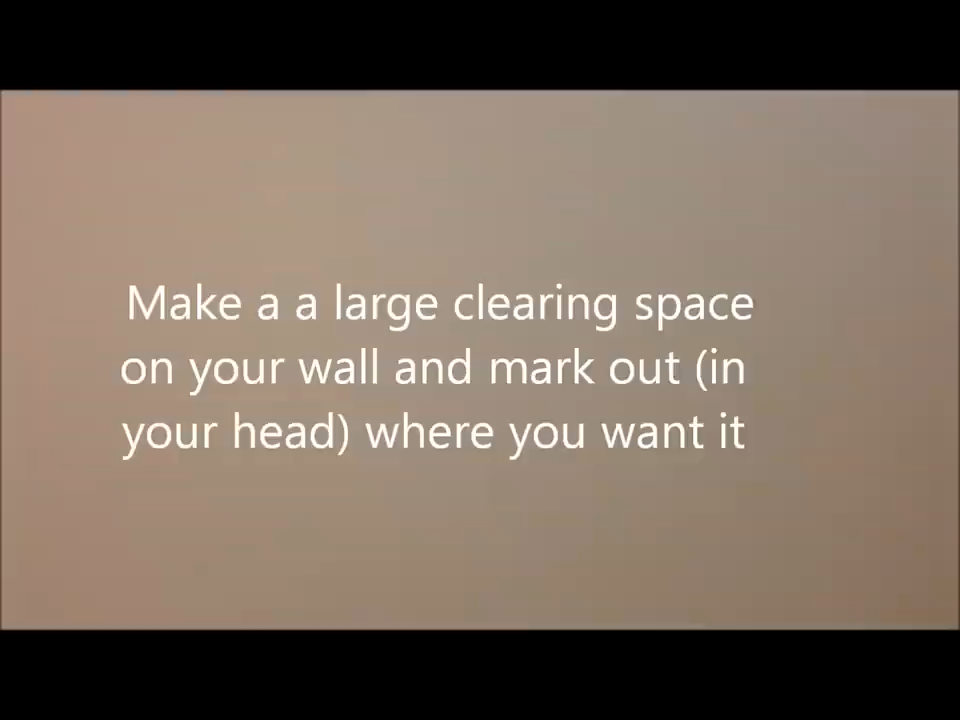 Make a a large clearing space
on your wall and mark out (in
your head) where you want it